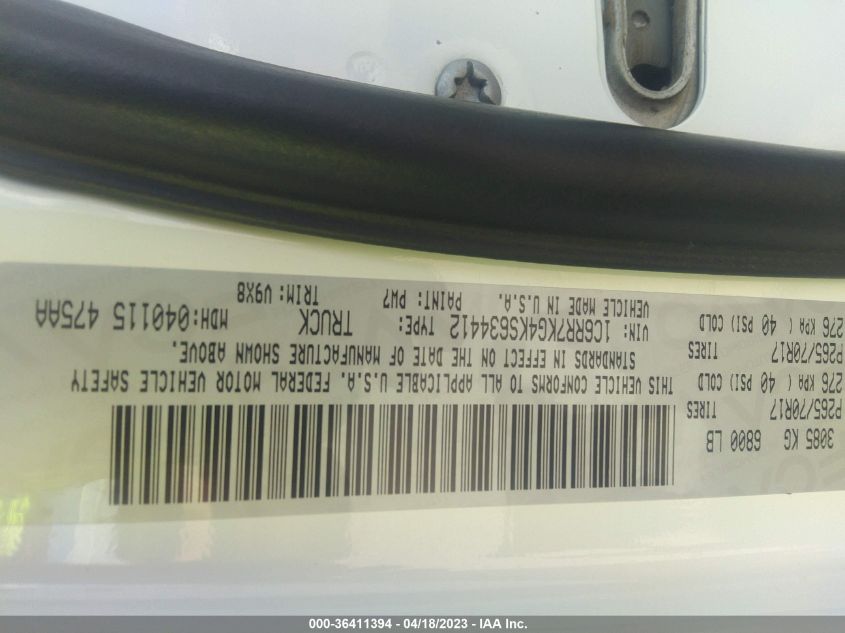 3085 KG 6800 LB
P265/70R17 TIRES
276 KPA ( 40 PSI) COLD
P265/70R17 TIRES
276 KPA ( 40 PSI) COLD
THIS VEHICLE CONFORMS TO ALL APPLICABLE U.S.A. FEDERAL MOTOR VEHICLE SAFETY
STANDARDS IN EFFECT ON THE DATE OF MANUFACTURE SHOWN ABOVE.
VIN: 1C6RR7KG4KS634412 TYPE: TRUCK MDH:040115 475AA
VEHICLE MADE IN U.S.A. PAINT: PW7 TRIM: V9X8
000-36411394 - 04/18/2023 - IAA Inc.